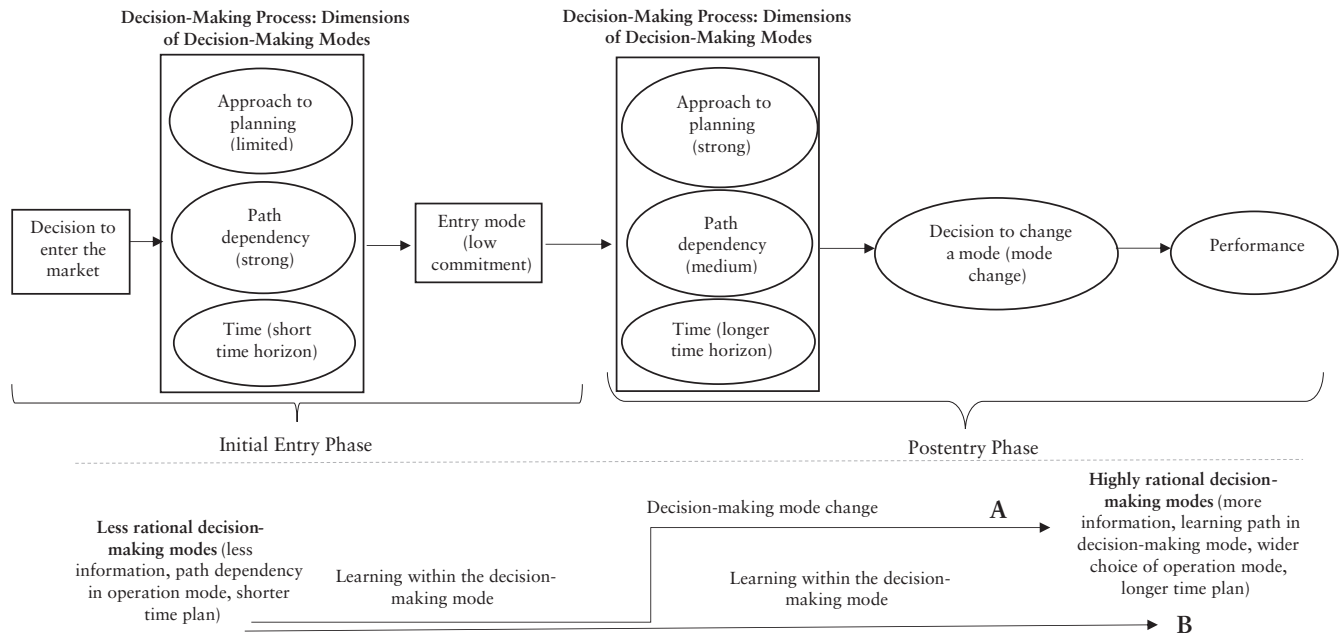 Decision-Making Process: Dimensions
of Decision-Making Modes
Approach to
planning
(limited)
Path
dependency
(strong)
Time (short
time horizon)
Decision to
enter the
market
Entry mode
(low
commitment)
Initial Entry Phase
Decision-Making Process: Dimensions
of Decision-Making Modes
Approach to
planning
(strong)
Path
dependency
(medium)
Time (longer
time horizon)
Decision to change
a mode (mode
change)
Performance
Postentry Phase
Less rational decision-
making modes (less
information, path dependency
in operation mode, shorter
time plan)
Learning within the decision-
making mode
Decision-making mode change
A
Learning within the decision-
making mode
B
Highly rational decision-
making modes (more
information, learning path in
decision-making mode, wider
choice of operation mode,
longer time plan)